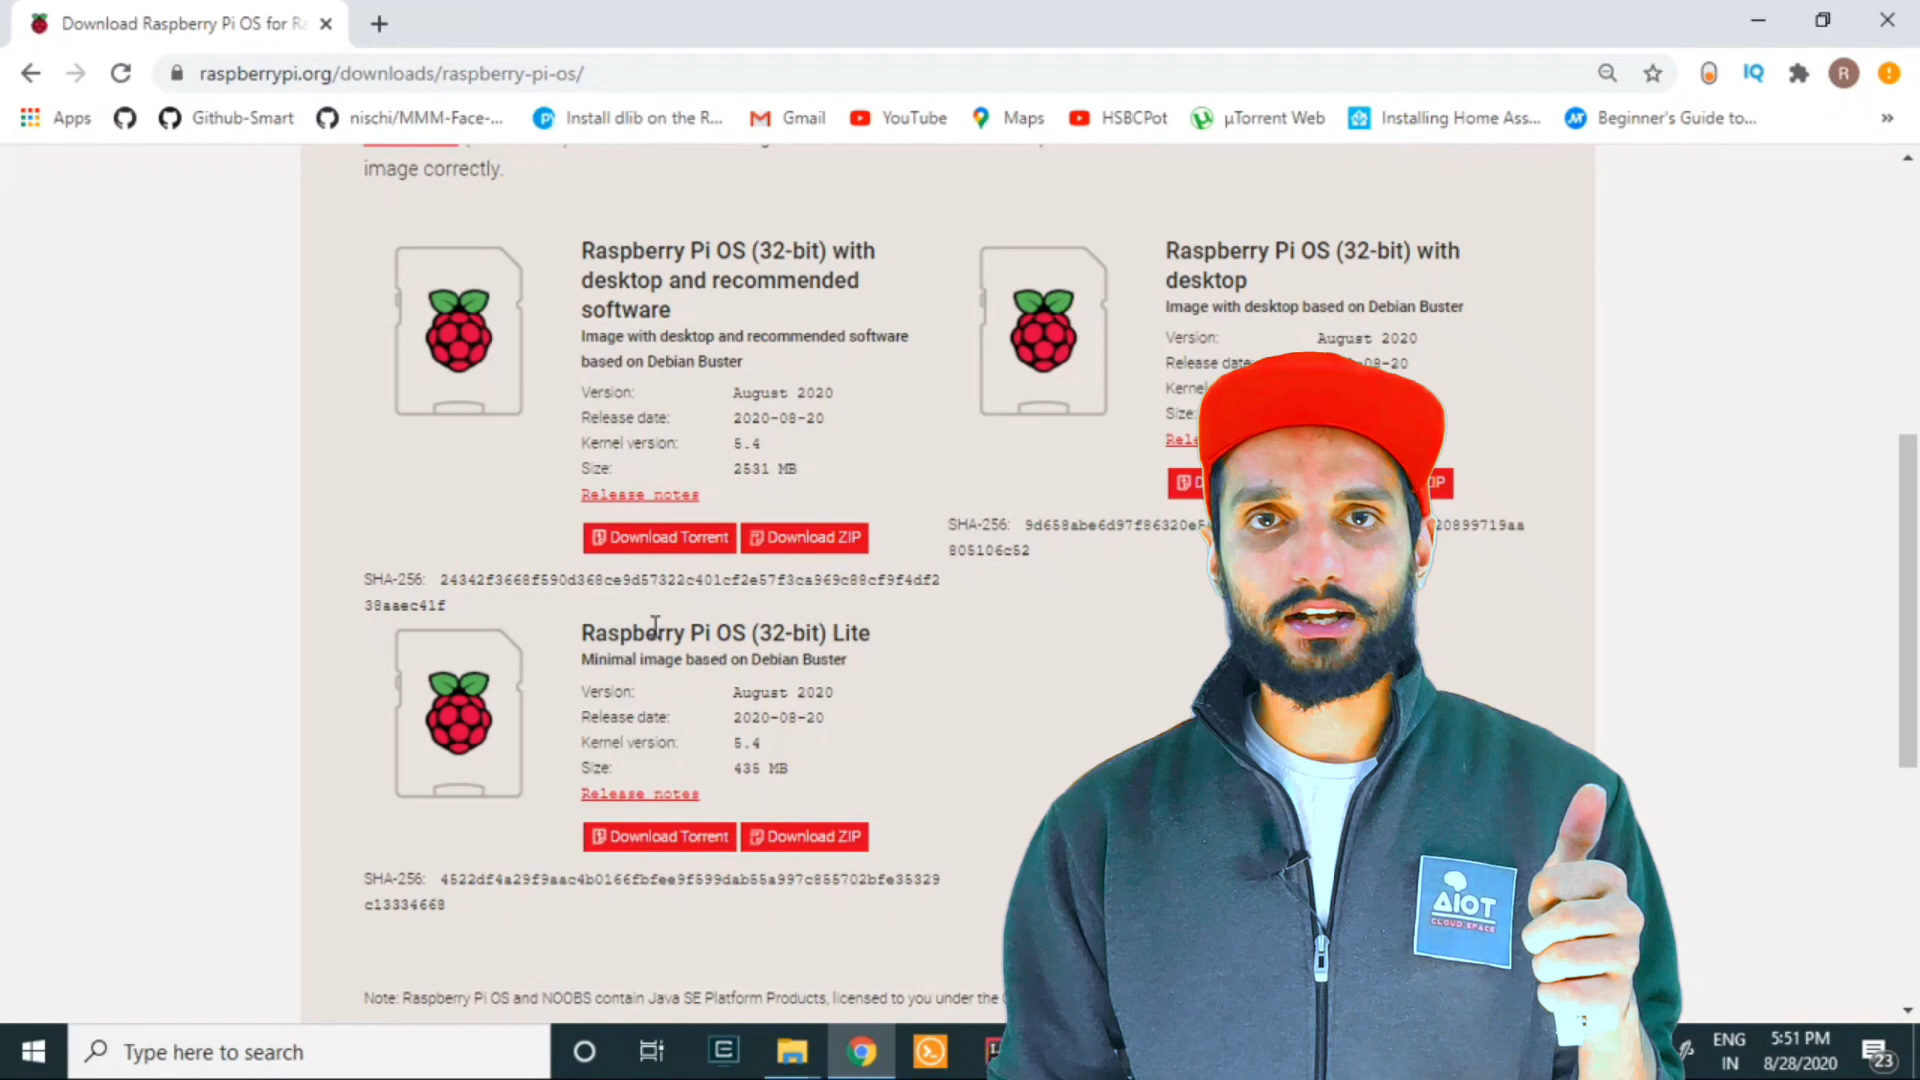 Download Raspberry Pi OS for Ra
raspberrypi.org/downloads/raspberry-pi-os/
IQ
R
Apps
Github-Smart
nischi/MMM-Face-...
Install dlib on the R...
Gmail
YouTube
Maps
HSBCPot
µTorrent Web
Installing Home Ass...
Beginner's Guide to...
»
image correctly.
Raspberry Pi OS (32-bit) with
desktop and recommended
software
Image with desktop and recommended software
based on Debian Buster
Version: August 2020
Release date: 2020-08-20
Kernel version: 5.4
Size: 2531 MB
Release notes
Download Torrent
Download ZIP
SHA-256: 24342f3668f590d368ce9d57322c401cf2e57f3ca969c88cf9f4df2
38aaec41f
Raspberry Pi OS (32-bit) with
desktop
Image with desktop based on Debian Buster
Version: August 2020
Release date: -08-20
Kernel
Size:
Rele
D
IP
SHA-256: 9d658abe6d97f86320e5 20899719aa
805106c52
Raspberry Pi OS (32-bit) Lite
Minimal image based on Debian Buster
Version: August 2020
Release date: 2020-08-20
Kernel version: 5.4
Size: 435 MB
Release notes
Download Torrent
Download ZIP
SHA-256: 4522df4a29f9aac4b0166fbfee9f599dab55a997c855702bfe35329
c13334668
Note: Raspberry Pi OS and NOOBS contain Java SE Platform Products, licensed to you under the
AIOT
CLOUD SPACE
Type here to search
ENG
IN
5:51 PM
8/28/2020
23